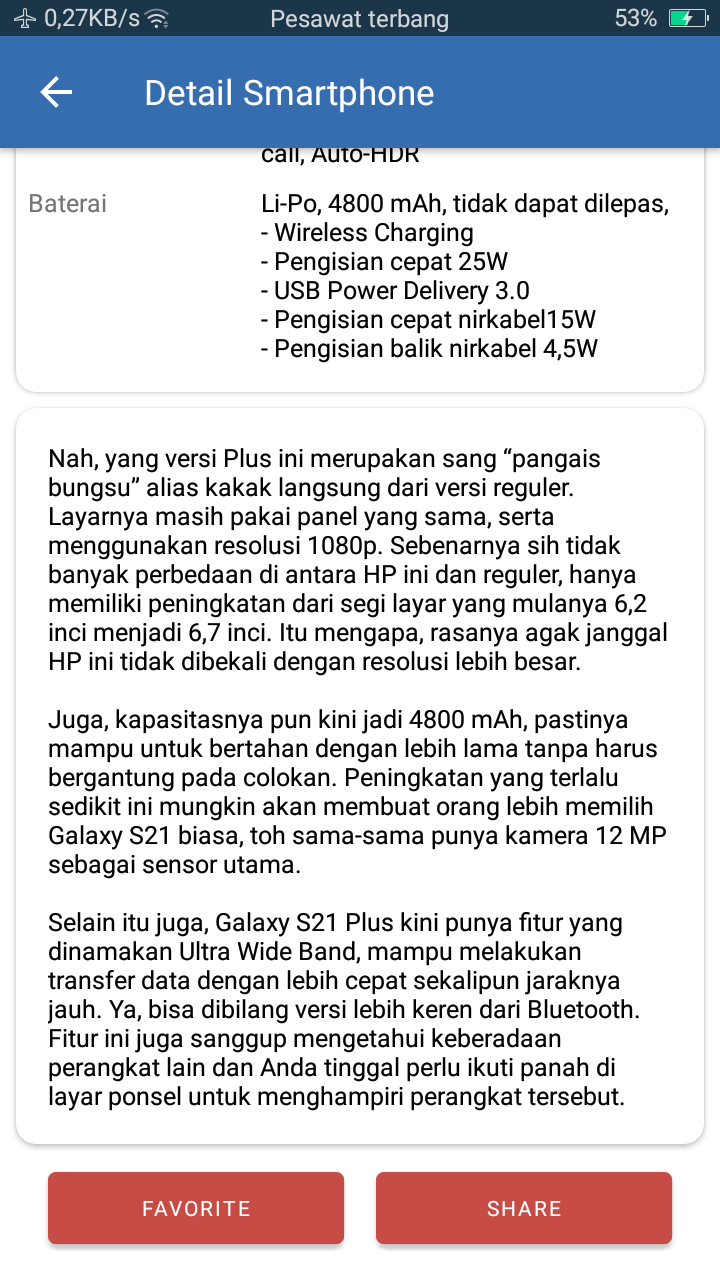 0,27KB/s Pesawat terbang 53%
Detail Smartphone
call, Auto-HDR
Baterai Li-Po, 4800 mAh, tidak dapat dilepas,
- Wireless Charging
- Pengisian cepat 25W
- USB Power Delivery 3.0
- Pengisian cepat nirkabel15W
- Pengisian balik nirkabel 4,5W
Nah, yang versi Plus ini merupakan sang “pangais
bungsu” alias kakak langsung dari versi reguler.
Layarnya masih pakai panel yang sama, serta
menggunakan resolusi 1080p. Sebenarnya sih tidak
banyak perbedaan di antara HP ini dan reguler, hanya
memiliki peningkatan dari segi layar yang mulanya 6,2
inci menjadi 6,7 inci. Itu mengapa, rasanya agak janggal
HP ini tidak dibekali dengan resolusi lebih besar.
Juga, kapasitasnya pun kini jadi 4800 mAh, pastinya
mampu untuk bertahan dengan lebih lama tanpa harus
bergantung pada colokan. Peningkatan yang terlalu
sedikit ini mungkin akan membuat orang lebih memilih
Galaxy S21 biasa, toh sama-sama punya kamera 12 MP
sebagai sensor utama.
Selain itu juga, Galaxy S21 Plus kini punya fitur yang
dinamakan Ultra Wide Band, mampu melakukan
transfer data dengan lebih cepat sekalipun jaraknya
jauh. Ya, bisa dibilang versi lebih keren dari Bluetooth.
Fitur ini juga sanggup mengetahui keberadaan
perangkat lain dan Anda tinggal perlu ikuti panah di
layar ponsel untuk menghampiri perangkat tersebut.
FAVORITE SHARE